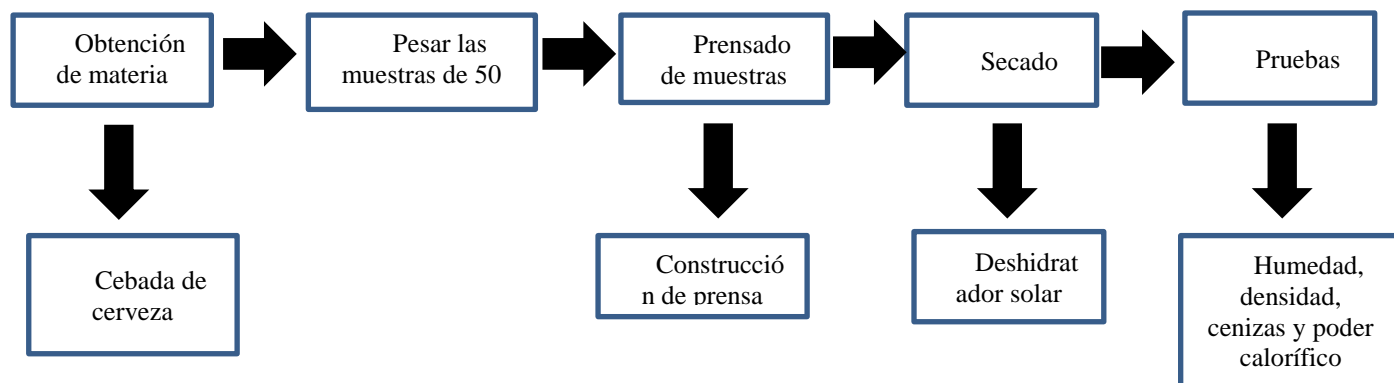 Obtención
de materia
Pesar las
muestras de 50
Prensado
de muestras
Secado
Pruebas
Cebada de
cerveza
Construcció
n de prensa
Deshidrat
ador solar
Humedad,
densidad,
cenizas y poder
calorífico